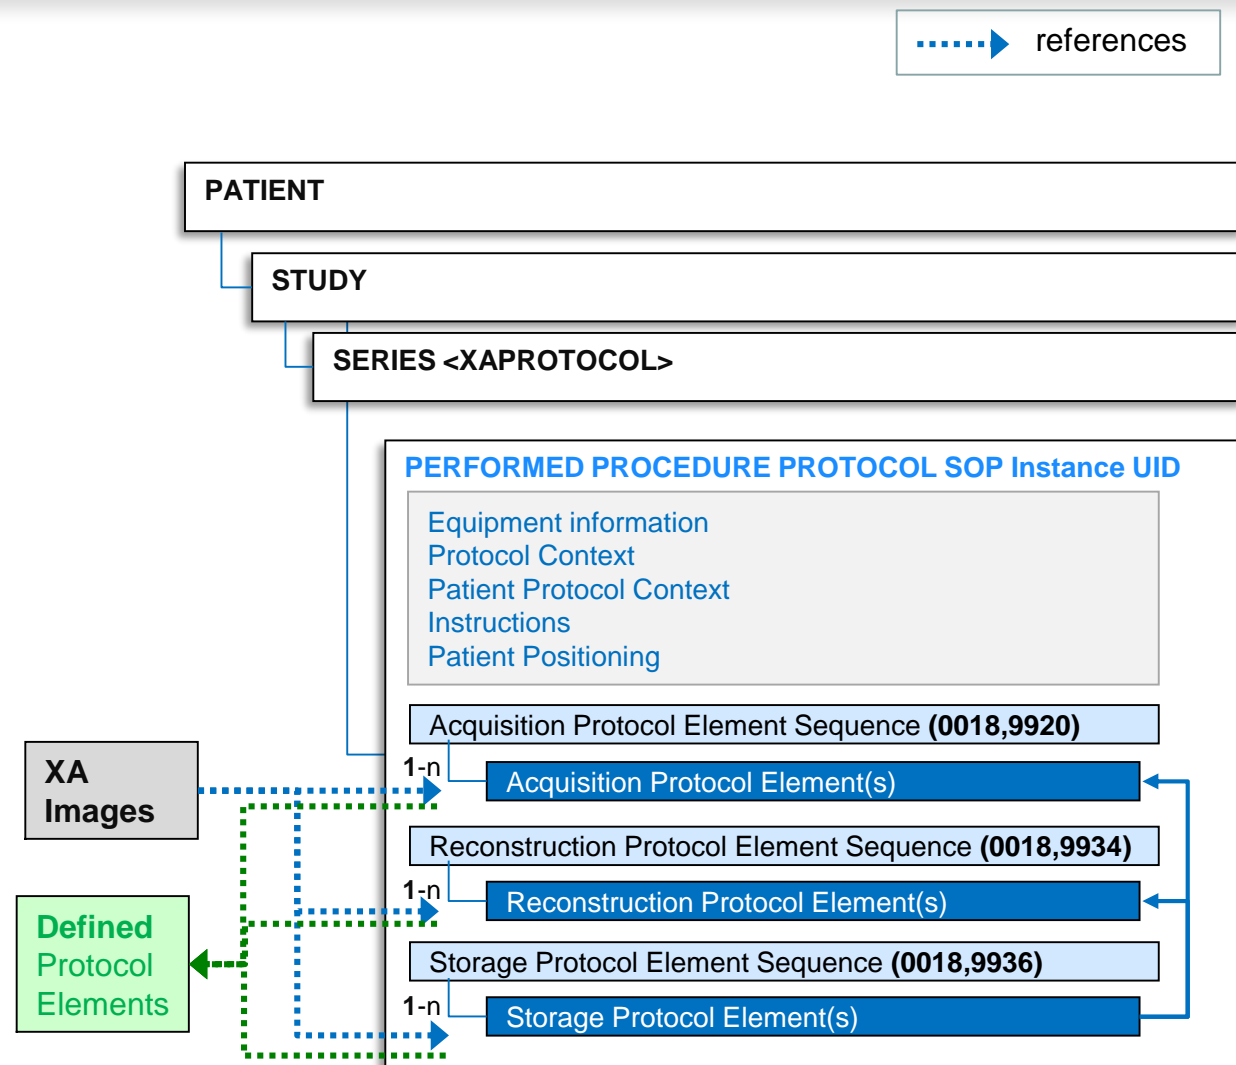 references
PATIENT
STUDY
SERIES <XAPROTOCOL>
PERFORMED PROCEDURE PROTOCOL SOP Instance UID
Equipment information
Protocol Context
Patient Protocol Context
Instructions
Patient Positioning
Acquisition Protocol Element Sequence (0018,9920)
1-n
Acquisition Protocol Element(s)
XA
Images
Reconstruction Protocol Element Sequence (0018,9934)
1-n
Reconstruction Protocol Element(s)
Defined
Protocol
Elements
Storage Protocol Element Sequence (0018,9936)
1-n
Storage Protocol Element(s)